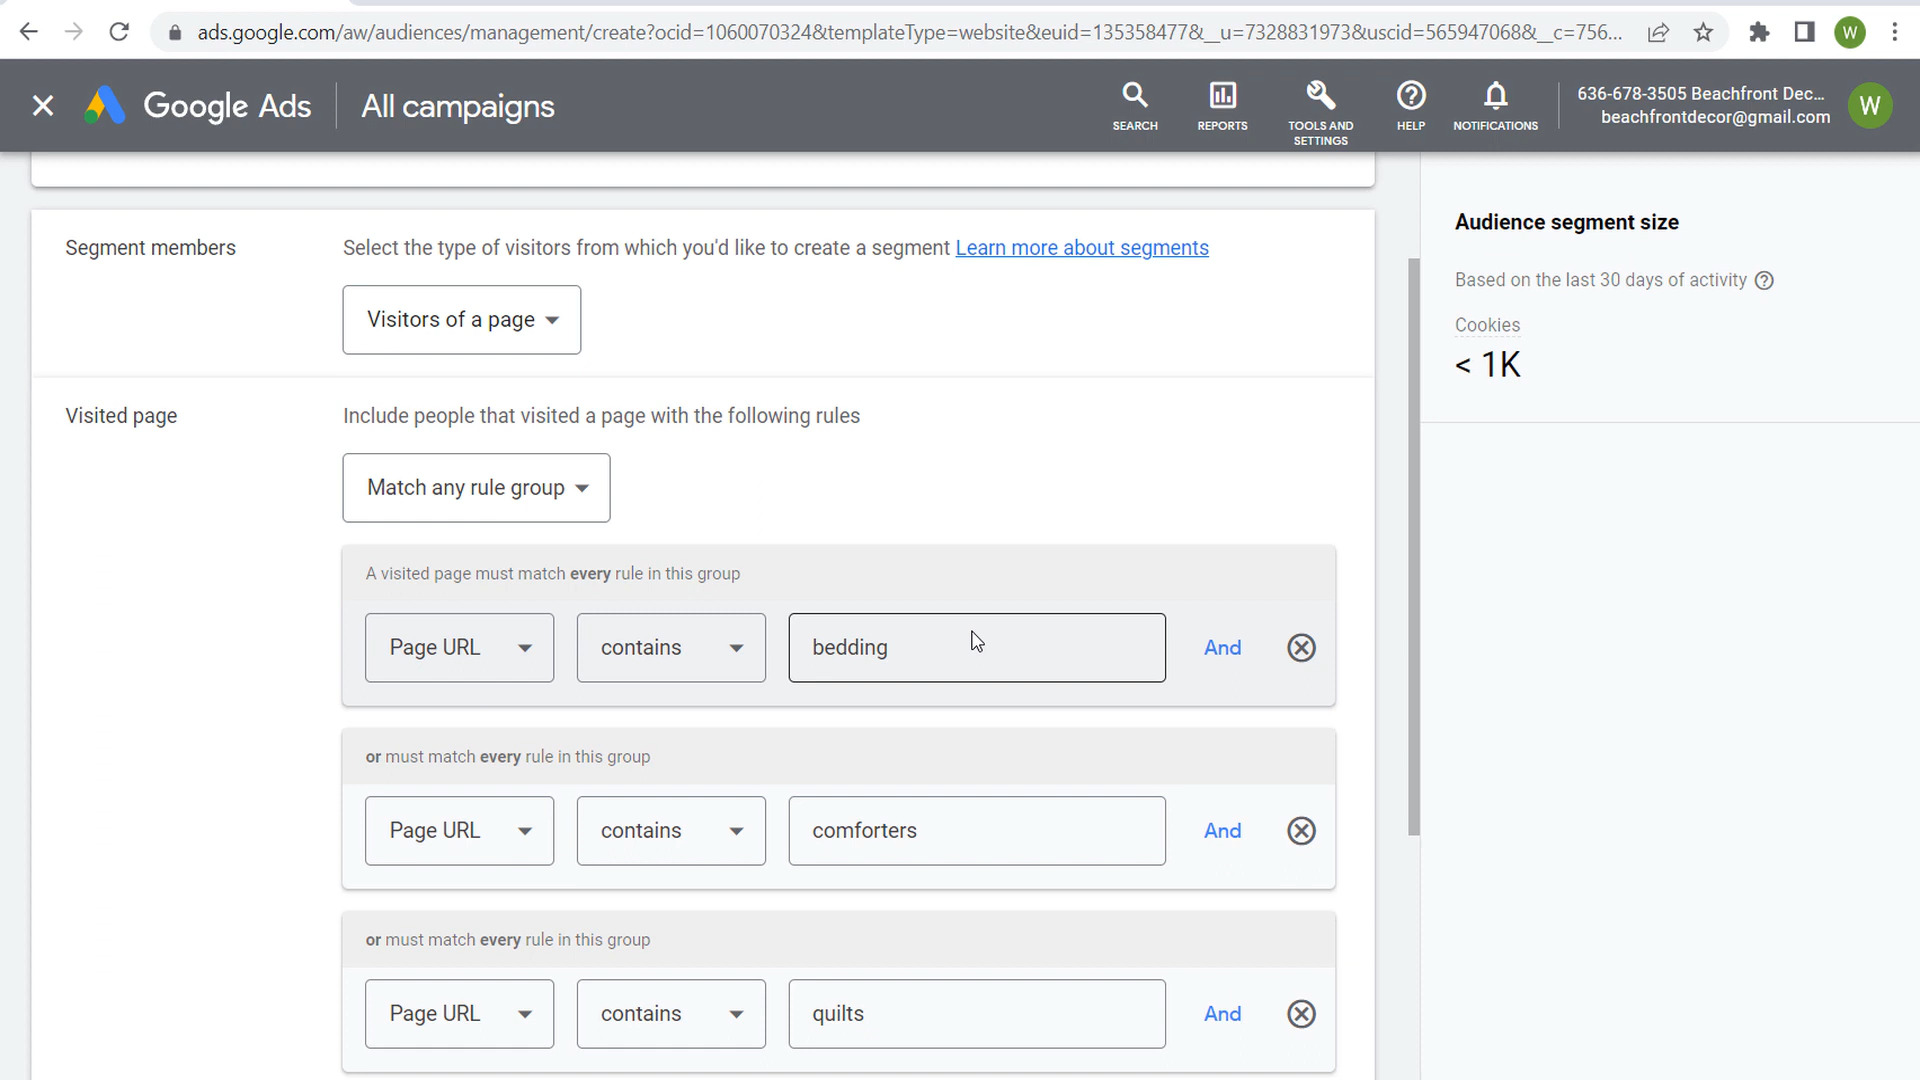 ads.google.com/aw/audiences/management/create?ocid=1060070324&templateType=website&euid=135358477&__u=7328831973&uscid=565947068&__c=756...
W
Google Ads
All campaigns
SEARCH
REPORTS
TOOLS AND
SETTINGS
HELP
NOTIFICATIONS
636-678-3505 Beachfront Dec...
beachfrontdecor@gmail.com
W
Segment members
Select the type of visitors from which you'd like to create a segment Learn more about segments
Visitors of a page
Visited page
Include people that visited a page with the following rules
Match any rule group
A visited page must match every rule in this group
Page URL
contains
bedding
And
or must match every rule in this group
Page URL
contains
comforters
And
or must match every rule in this group
Page URL
contains
quilts
And
Audience segment size
Based on the last 30 days of activity
Cookies
< 1K